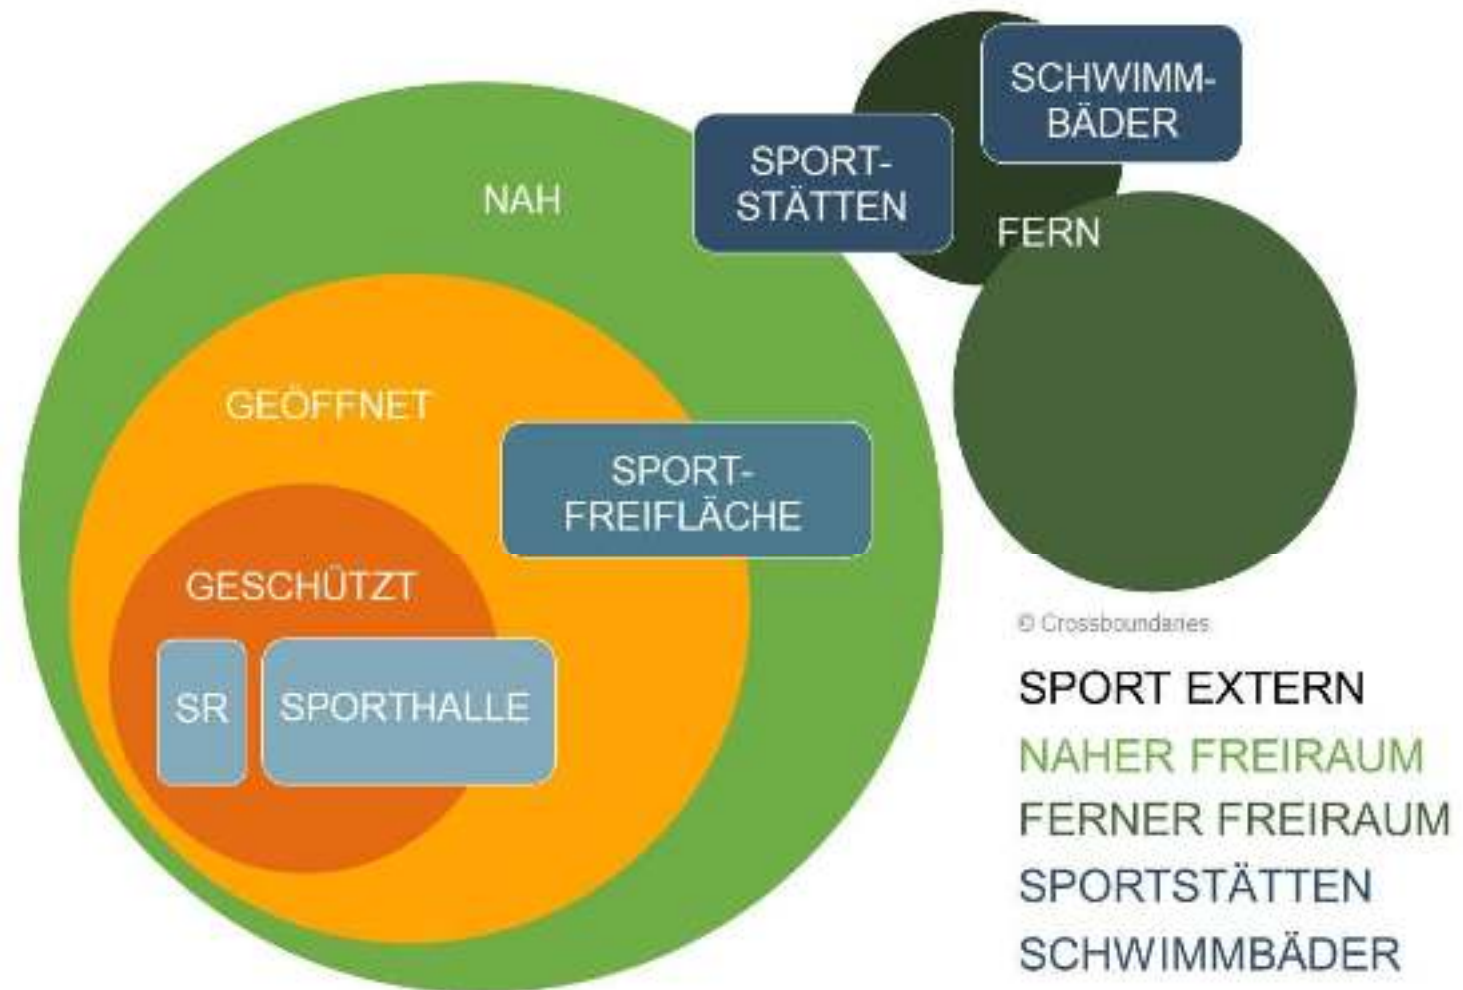 SCHWIMM-
BÄDER
SPORT-
STÄTTEN
NAH
FERN
GEÖFFNET
SPORT-
FREIFLÄCHE
GESCHÜTZT
SR
SPORTHALLE
© Crossboundaries
SPORT EXTERN
NAHER FREIRAUM
FERNER FREIRAUM
SPORTSTÄTTEN
SCHWIMMBÄDER